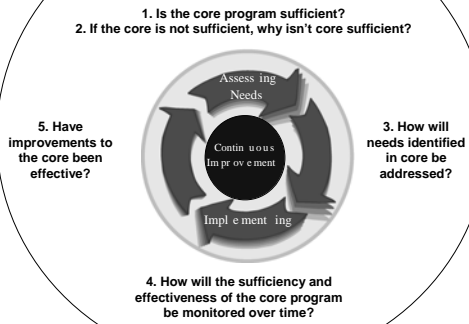 1. Is the core program sufficient?
2. If the core is not sufficient, why isn't core sufficient?
Assess ing
Needs
5. Have
improvements to
the core been
effective?
Contin u o u s
Im pr ov e ment
3. How will
needs identified
in core be
addressed?
Impl e ment ing
4. How will the sufficiency and
effectiveness of the core program
be monitored over time?